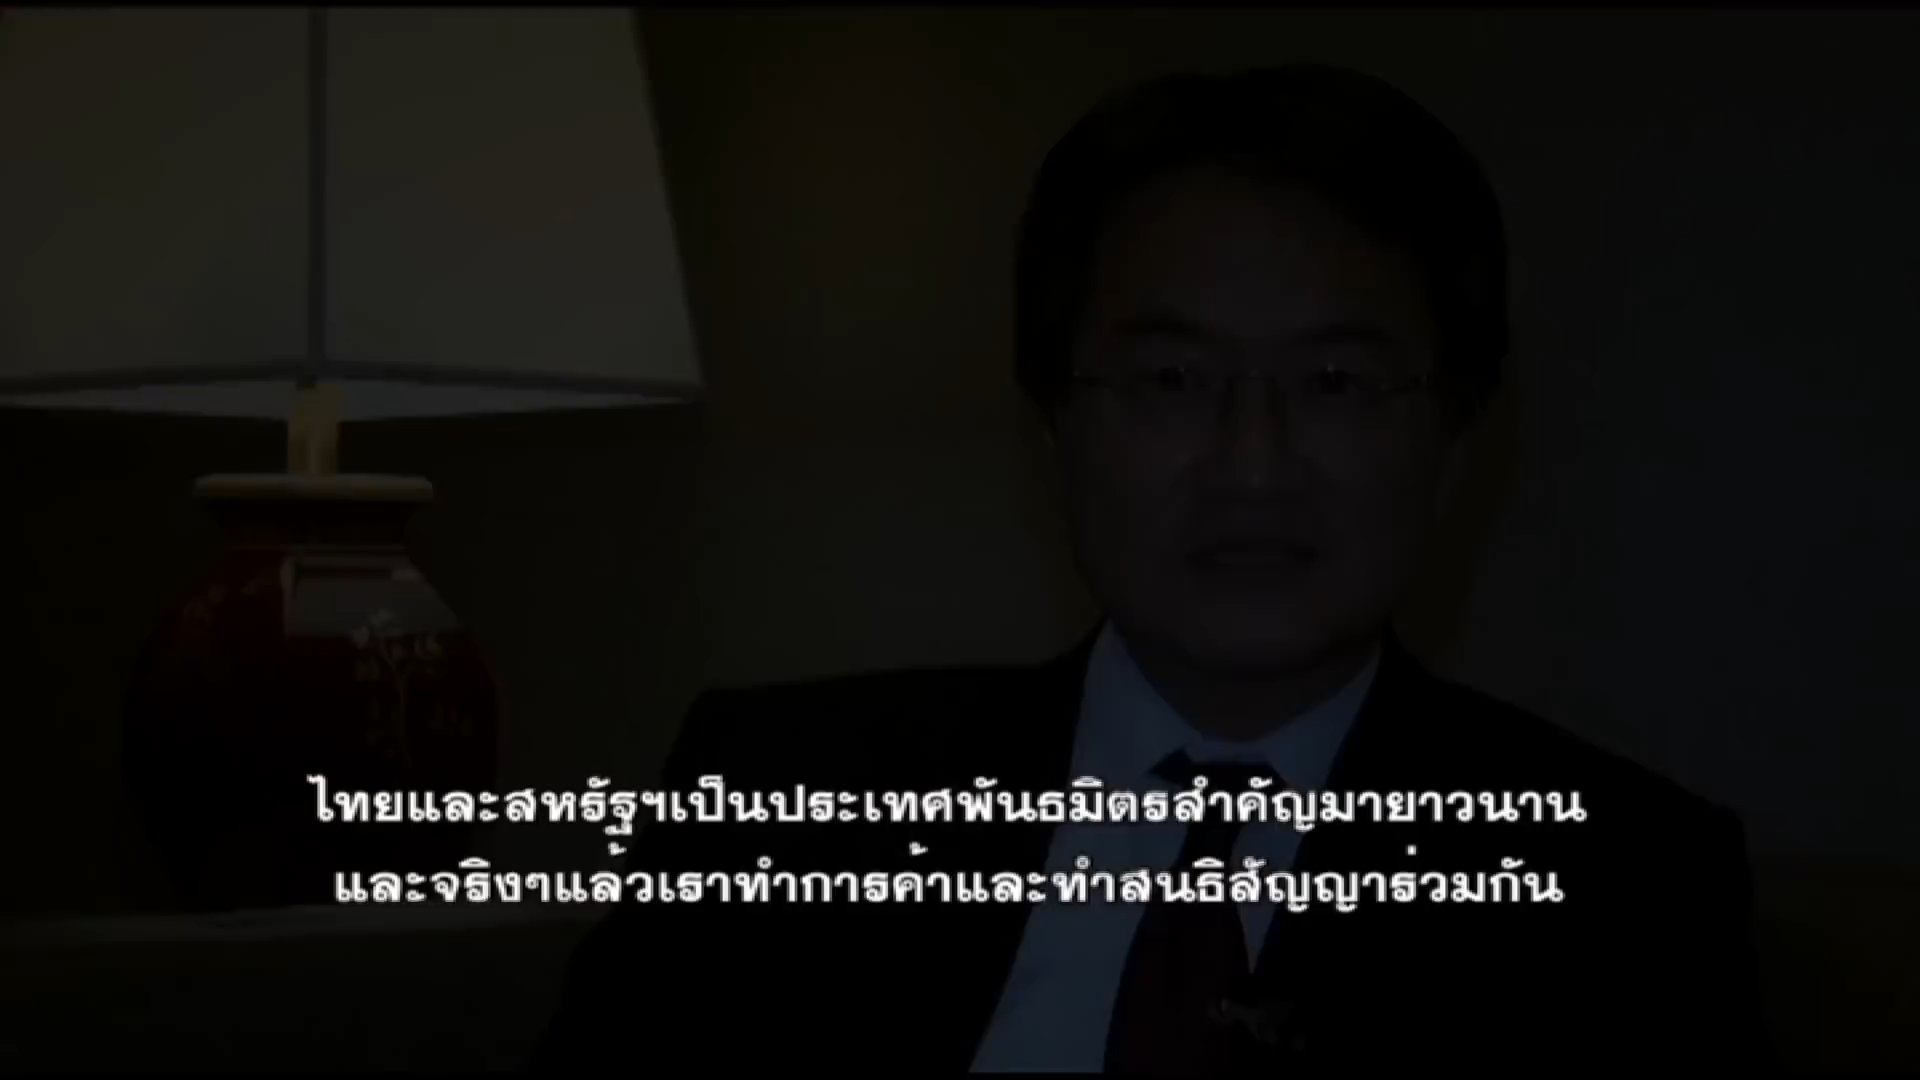 ไทยและสหรัฐฯเป็นประเทศพันธมิตรสำคัญมายาวนาน
และจริงๆแล้วเราทำการค้าและทำสนธิสัญญาร่วมกัน